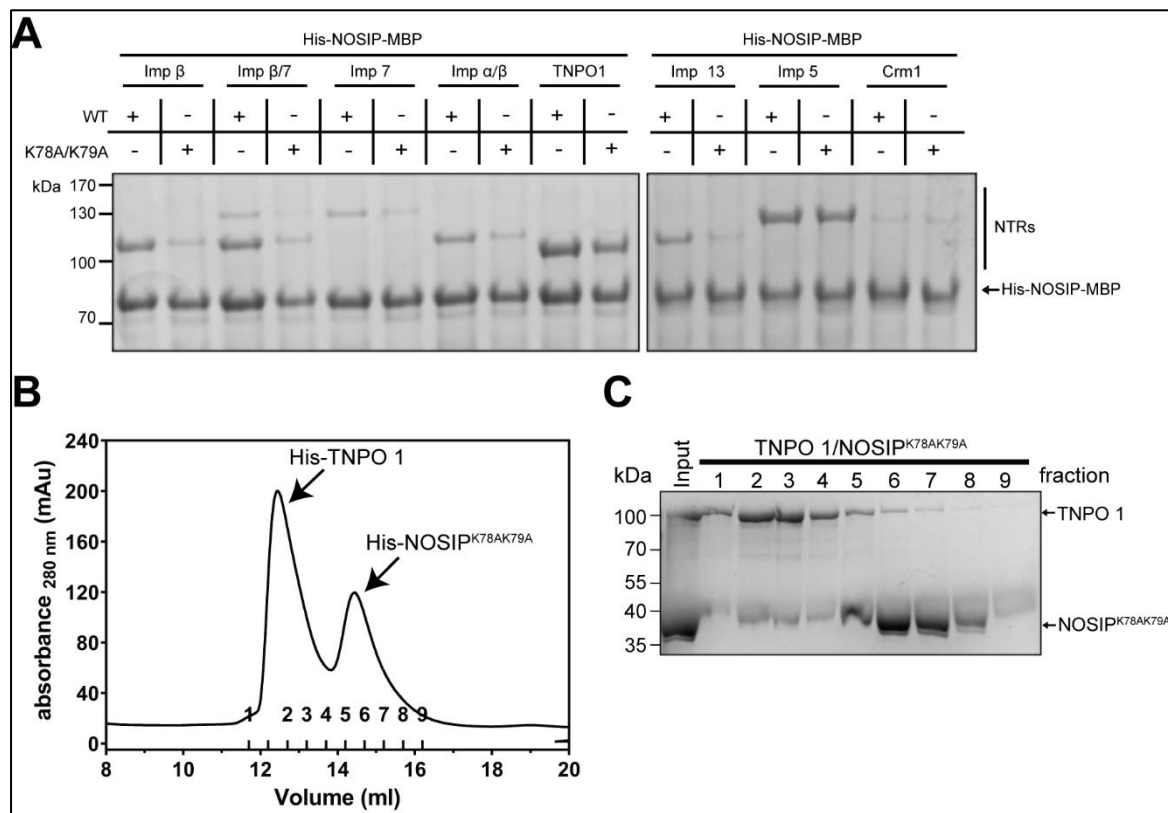 A
His-NOSIP-MBP His-NOSIP-MBP
Imp β Imp β/7 Imp 7 Imp α/β TNPO1 Imp 13 Imp 5 Crm1
WT + - + - + - + - + - + - + - + -
K78A/K79A - + - + - + - + - + - + - + - +
kDa
170
130
100
70
NTRs
His-NOSIP-MBP
B
absorbance 280 nm (mAu)
240
200
160
120
80
40
0
His-TNPO 1
His-NOSIPK78AK79A
1 2 3 4 5 6 7 8 9
8 10 12 14 16 18 20
Volume (ml)
C
TNPO 1/NOSIPK78AK79A
kDa Input 1 2 3 4 5 6 7 8 9 fraction
100
70
55
40
35
TNPO 1
NOSIPK78AK79A